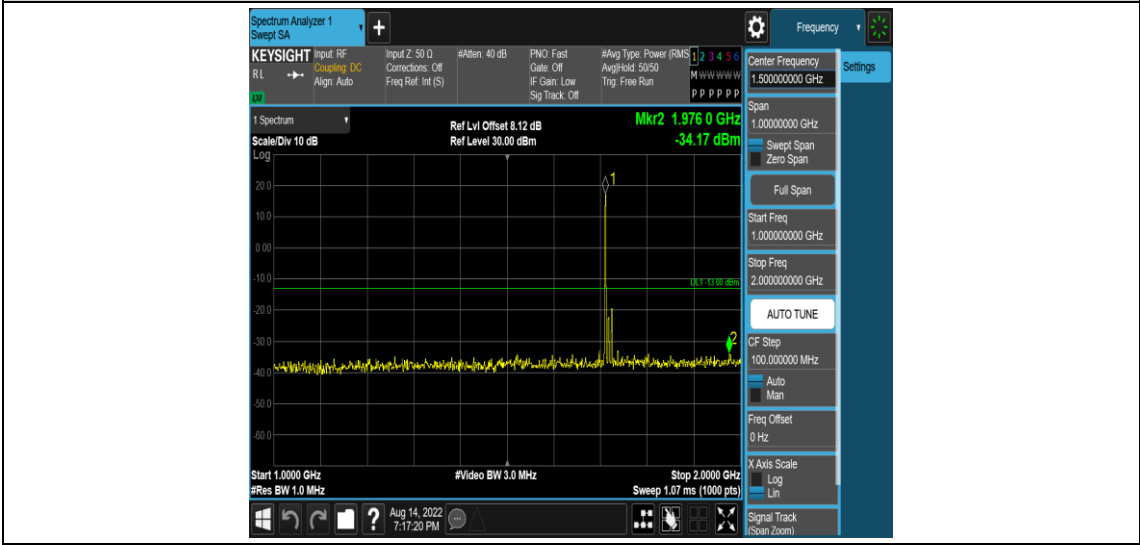 Spectrum Analyzer 1
Swept SA
+
Frequency
KEYSIGHT
RL
LXI
Input: RF
Coupling: DC
Align: Auto
Input Z: 50 Ω
Corrections: Off
Freq Ref: Int (S)
#Atten: 40 dB
PNO: Fast
Gate: Off
IF Gain: Low
Sig Track: Off
#Avg Type: Power (RMS
Avg|Hold: 50/50
Trig: Free Run
1 2 3 4 5 6
M W W W W W
P P P P P P
1 Spectrum
Scale/Div 10 dB
Log
Ref Lvl Offset 8.12 dB
Ref Level 30.00 dBm
Mkr2 1.976 0 GHz
-34.17 dBm
1
20.0
10.0
0.00
-10.0
DL1 -13.00 dBm
-20.0
-30.0
2
-40.0
-50.0
-60.0
Start 1.0000 GHz
#Res BW 1.0 MHz
#Video BW 3.0 MHz
Stop 2.0000 GHz
Sweep 1.07 ms (1000 pts)
?
Aug 14, 2022
7:17:20 PM
Center Frequency
1.500000000 GHz
Settings
Span
1.00000000 GHz
Swept Span
Zero Span
Full Span
Start Freq
1.000000000 GHz
Stop Freq
2.000000000 GHz
AUTO TUNE
CF Step
100.000000 MHz
Auto
Man
Freq Offset
0 Hz
X Axis Scale
Log
Lin
Signal Track
(Span Zoom)